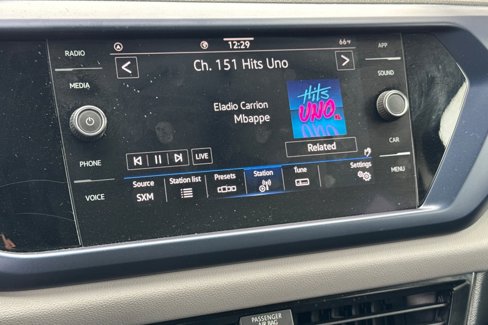 RADIO
MEDIA
PHONE
VOICE
12:29
66°F
Ch. 151 Hits Uno
Eladio Carrion
Mbappe
Hits
UNO
Related
LIVE
Source
SXM
Station list
Presets
Station
Tune
Settings
APP
SOUND
CAR
MENU
PASSENGER
AIR BAG